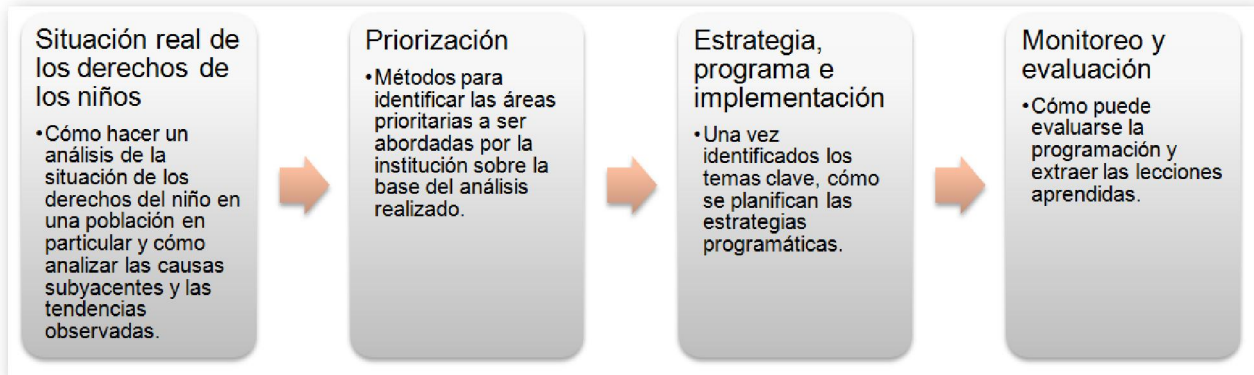 Situación real de
los derechos de
los niños
•Cómo hacer un
análisis de la
situación de los
derechos del niño en
una población en
particular y cómo
analizar las causas
subyacentes y las
tendencias
observadas.
Priorización
•Métodos para
identificar las áreas
prioritarias a ser
abordadas por la
institución sobre la
base del análisis
realizado.
Estrategia,
programa e
implementación
•Una vez
identificados los
temas clave, cómo
se planifican las
estrategias
programáticas.
Monitoreo y
evaluación
•Cómo puede
evaluarse la
programación y
extraer las lecciones
aprendidas.